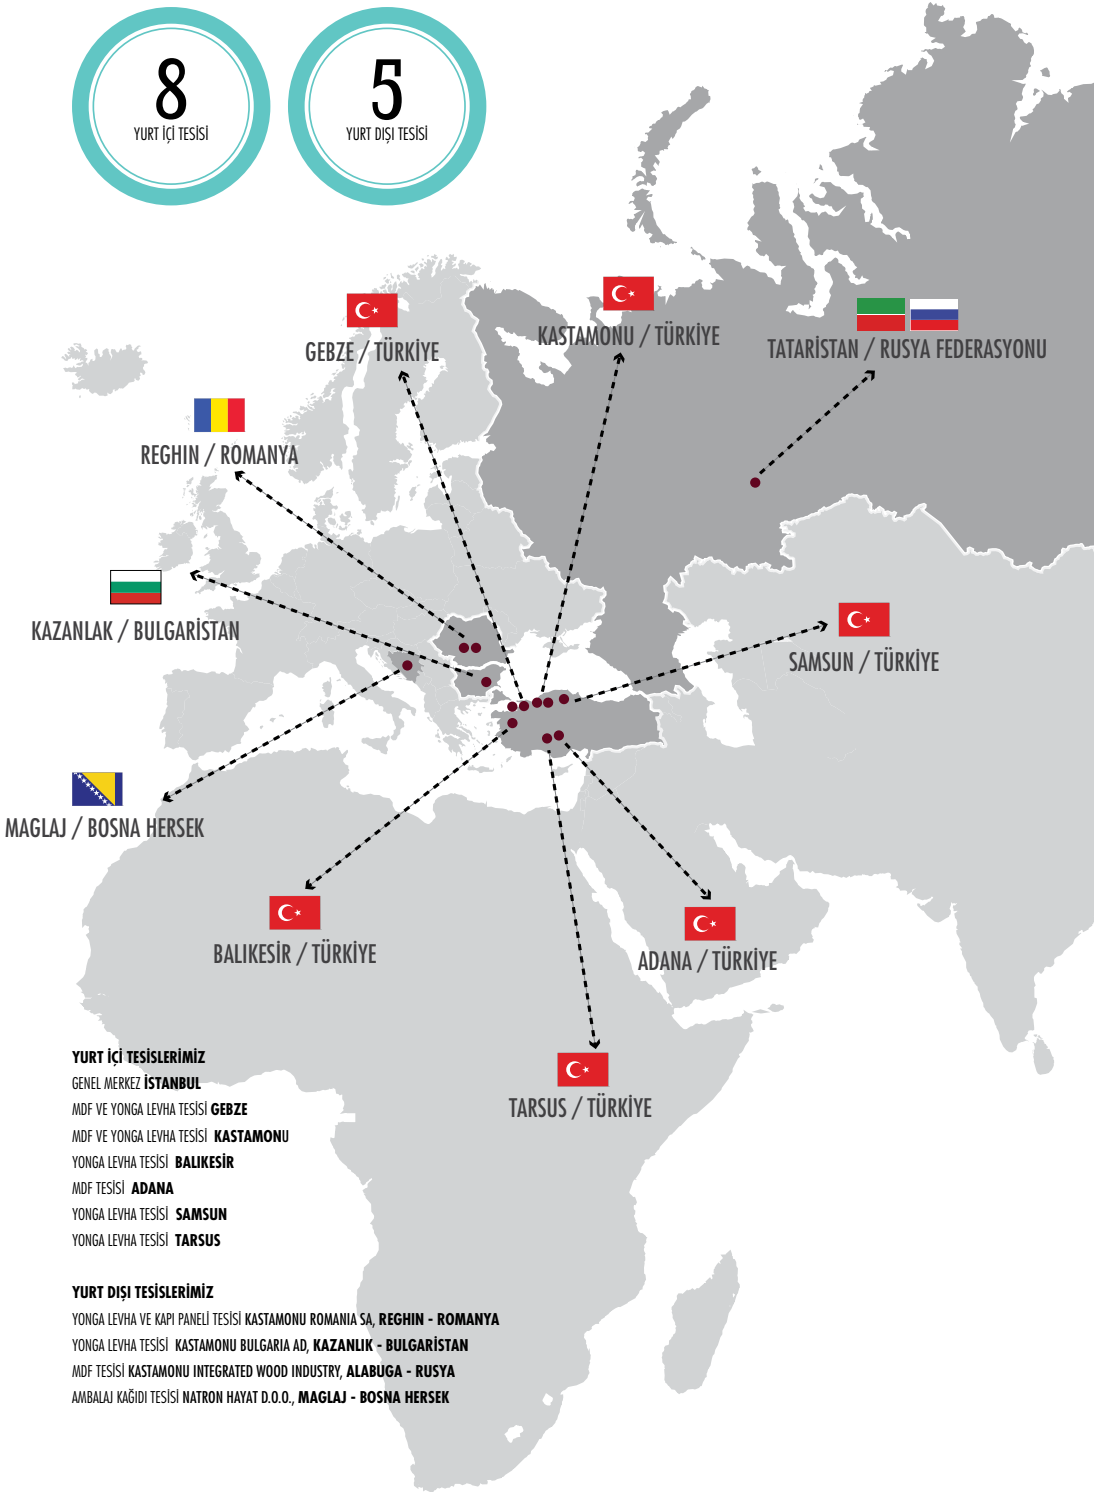 8
YURT İÇİ TESİSİ
5
YURT DIŞI TESİSİ
GEBZE / TÜRKİYE
KASTAMONU / TÜRKİYE
TATARİSTAN / RUSYA FEDERASYONU
REGHIN / ROMANYA
KAZANLAK / BULGARİSTAN
SAMSUN / TÜRKİYE
MAGLAJ / BOSNA HERSEK
BALIKESİR / TÜRKİYE
ADANA / TÜRKİYE
TARSUS / TÜRKİYE
YURT İÇİ TESİSLERİMİZ
GENEL MERKEZ İSTANBUL
MDF VE YONGA LEVHA TESİSİ GEBZE
MDF VE YONGA LEVHA TESİSİ KASTAMONU
YONGA LEVHA TESİSİ BALIKESİR
MDF TESİSİ ADANA
YONGA LEVHA TESİSİ SAMSUN
YONGA LEVHA TESİSİ TARSUS
YURT DIŞI TESİSLERİMİZ
YONGA LEVHA VE KAPI PANELİ TESİSİ KASTAMONU ROMANIA SA, REGHIN - ROMANYA
YONGA LEVHA TESİSİ KASTAMONU BULGARIA AD, KAZANLIK - BULGARİSTAN
MDF TESİSİ KASTAMONU INTEGRATED WOOD INDUSTRY, ALABUGA - RUSYA
AMBALAJ KAĞIDI TESİSİ NATRON HAYAT D.O.O., MAGLAJ - BOSNA HERSEK